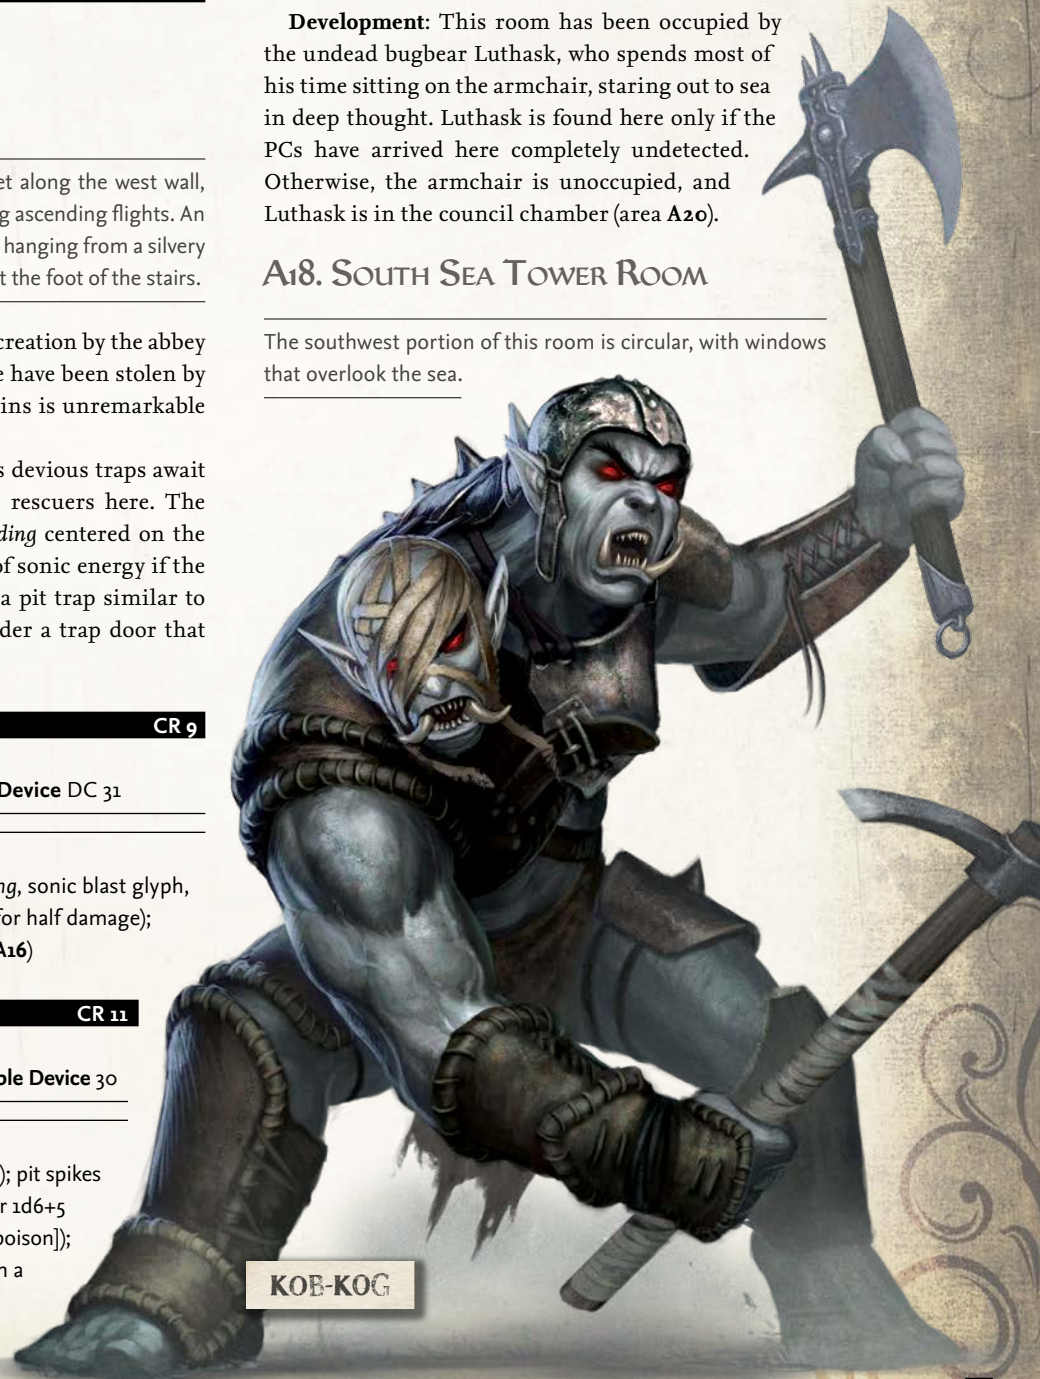 et along the west wall,
g ascending flights. An
hanging from a silvery
t the foot of the stairs.
creation by the abbey
e have been stolen by
ins is unremarkable
s devious traps await
rescuers here. The
ding centered on the
of sonic energy if the
a pit trap similar to
der a trap door that
CR 9
Device DC 31
ng, sonic blast glyph,
for half damage);
A16)
CR 11
ble Device 30
); pit spikes
r 1d6+5
poison]);
n a
Development: This room has been occupied by
the undead bugbear Luthask, who spends most of
his time sitting on the armchair, staring out to sea
in deep thought. Luthask is found here only if the
PCs have arrived here completely undetected.
Otherwise, the armchair is unoccupied, and
Luthask is in the council chamber (area A20).
A18. South Sea Tower Room
The southwest portion of this room is circular, with windows
that overlook the sea.
KOB-KOG